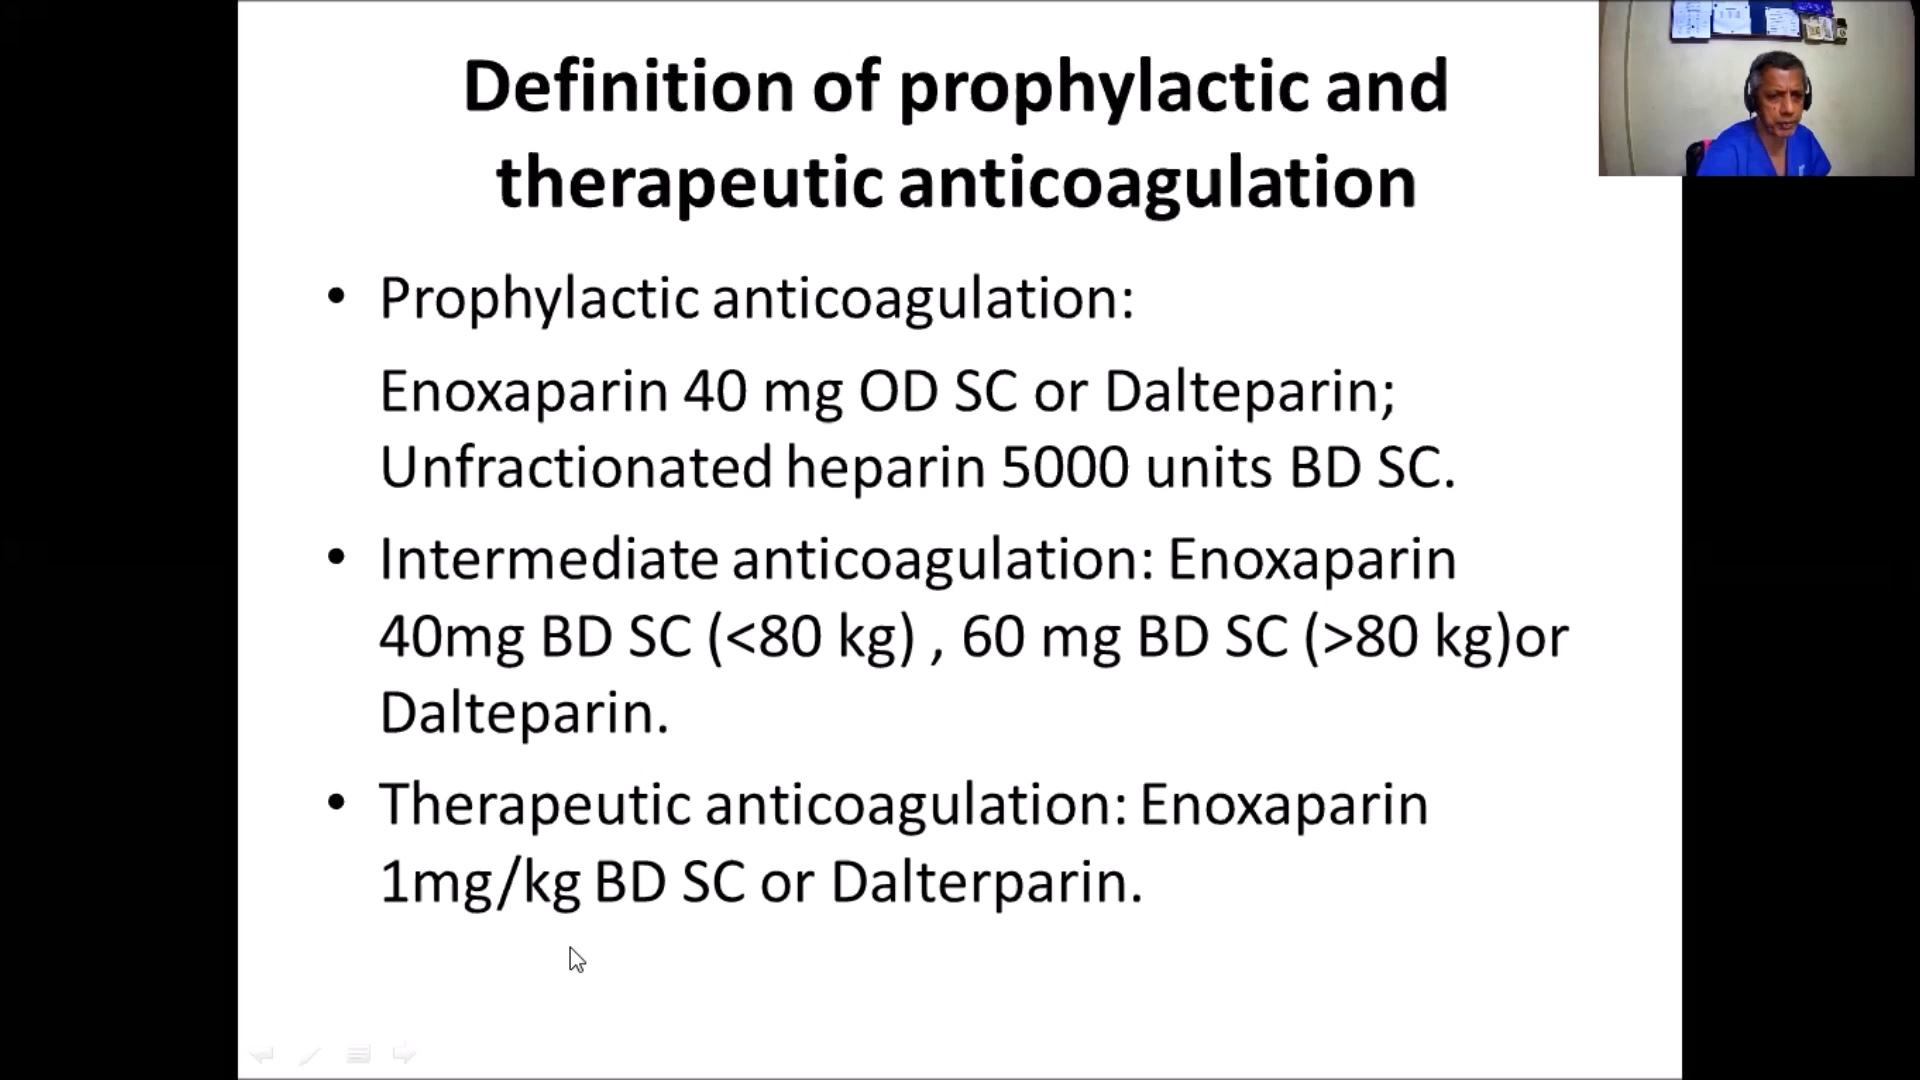 Definition of prophylactic and
therapeutic anticoagulation
• Prophylactic anticoagulation:
Enoxaparin 40 mg OD SC or Dalteparin;
Unfractionated heparin 5000 units BD SC.
• Intermediate anticoagulation: Enoxaparin
40mg BD SC (<80 kg) , 60 mg BD SC (>80 kg)or
Dalteparin.
• Therapeutic anticoagulation: Enoxaparin
1mg/kg BD SC or Dalterparin.